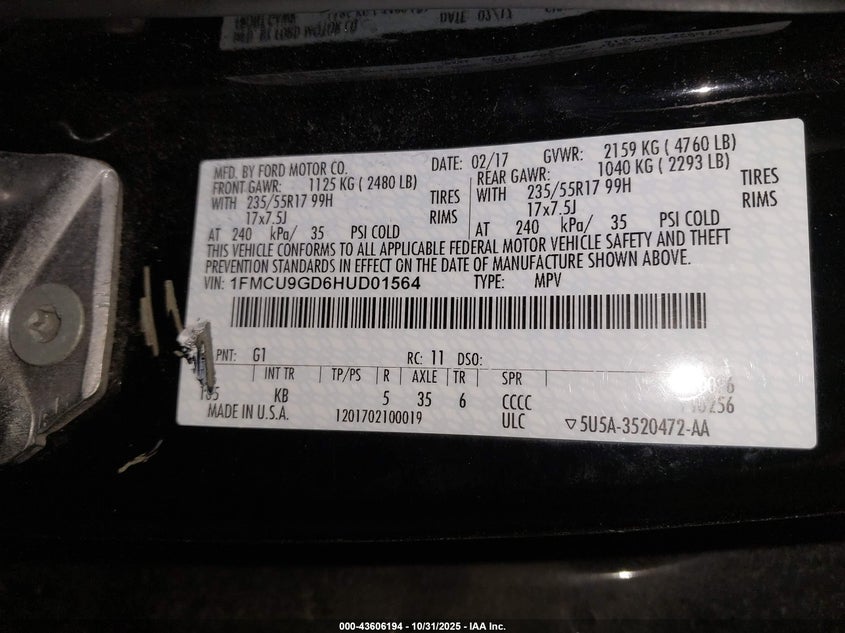 MFD. BY FORD MOTOR CO. DATE: 02/17 GVWR: 2159 KG ( 4760 LB)
FRONT GAWR: 1125 KG ( 2480 LB) REAR GAWR: 1040 KG ( 2293 LB)
WITH 235/55R17 99H TIRES WITH 235/55R17 99H TIRES
17x7.5J RIMS 17x7.5J RIMS
AT 240 kPa/ 35 PSI COLD AT 240 kPa/ 35 PSI COLD
THIS VEHICLE CONFORMS TO ALL APPLICABLE FEDERAL MOTOR VEHICLE SAFETY AND THEFT
PREVENTION STANDARDS IN EFFECT ON THE DATE OF MANUFACTURE SHOWN ABOVE.
VIN: 1FMCU9GD6HUD01564 TYPE: MPV
PNT: G1 RC: 11 DSO:
INT TR TP/PS R AXLE TR SPR
KB 5 35 6 CCCC
MADE IN U.S.A. 1201702100019 ULC ▽5U5A-3520472-AA
000-43606194 - 10/31/2025 - IAA Inc.